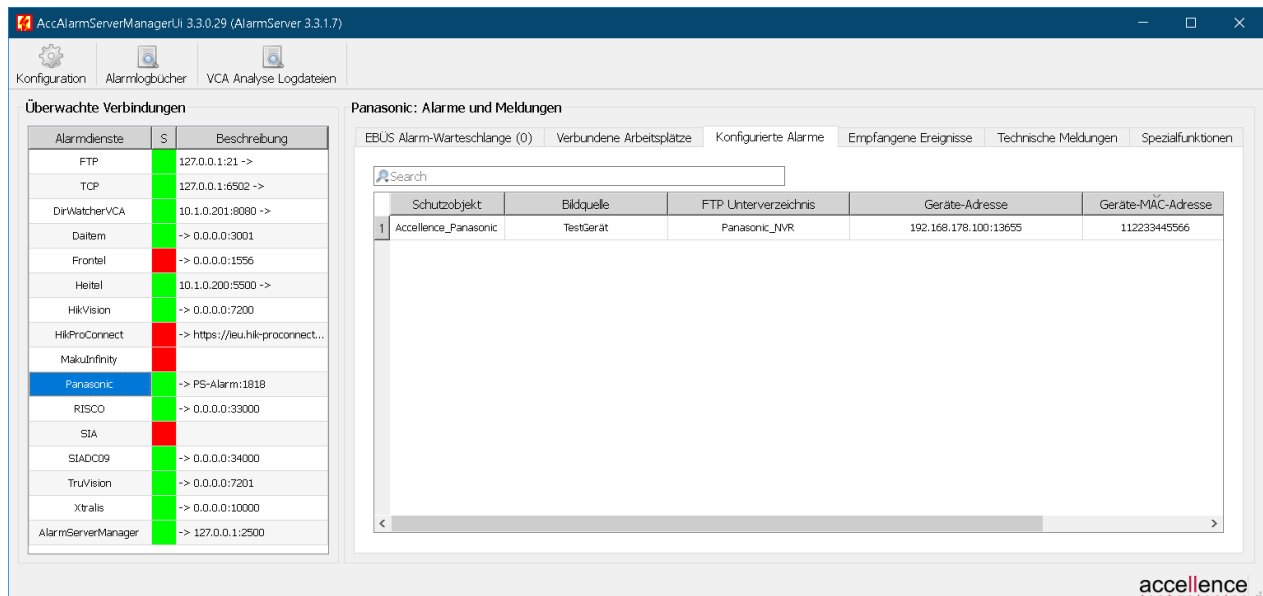 AccAlarmServerManagerUi 3.3.0.29 (AlarmServer 3.3.1.7)
Konfiguration Alarmlogbücher VCA Analyse Logdateien
Überwachte Verbindungen
Alarmdienste S Beschreibung
FTP 127.0.0.1:21 ->
TCP 127.0.0.1:6502 ->
DirWatcherVCA 10.1.0.201:8080 ->
Daitem -> 0.0.0.0:3001
Frontel -> 0.0.0.0:1556
Heitel 10.1.0.200:5500 ->
HikVision -> 0.0.0.0:7200
HikProConnect -> https://ieu.hik-proconnect...
MakuInfinity
Panasonic -> PS-Alarm:1818
RISCO -> 0.0.0.0:33000
SIA
SIADC09 -> 0.0.0.0:34000
TruVision -> 0.0.0.0:7201
Xtralis -> 0.0.0.0:10000
AlarmServerManager -> 127.0.0.1:2500
Panasonic: Alarme und Meldungen
EBÜS Alarm-Warteschlange (0) Verbundene Arbeitsplätze Konfigurierte Alarme Empfangene Ereignisse Technische Meldungen Spezialfunktionen
Search
Schutzobjekt Bildquelle FTP Unterverzeichnis Geräte-Adresse Geräte-MAC-Adresse
1 Accellence_Panasonic TestGerät Panasonic_NVR 192.168.178.100:13655 112233445566
accellence